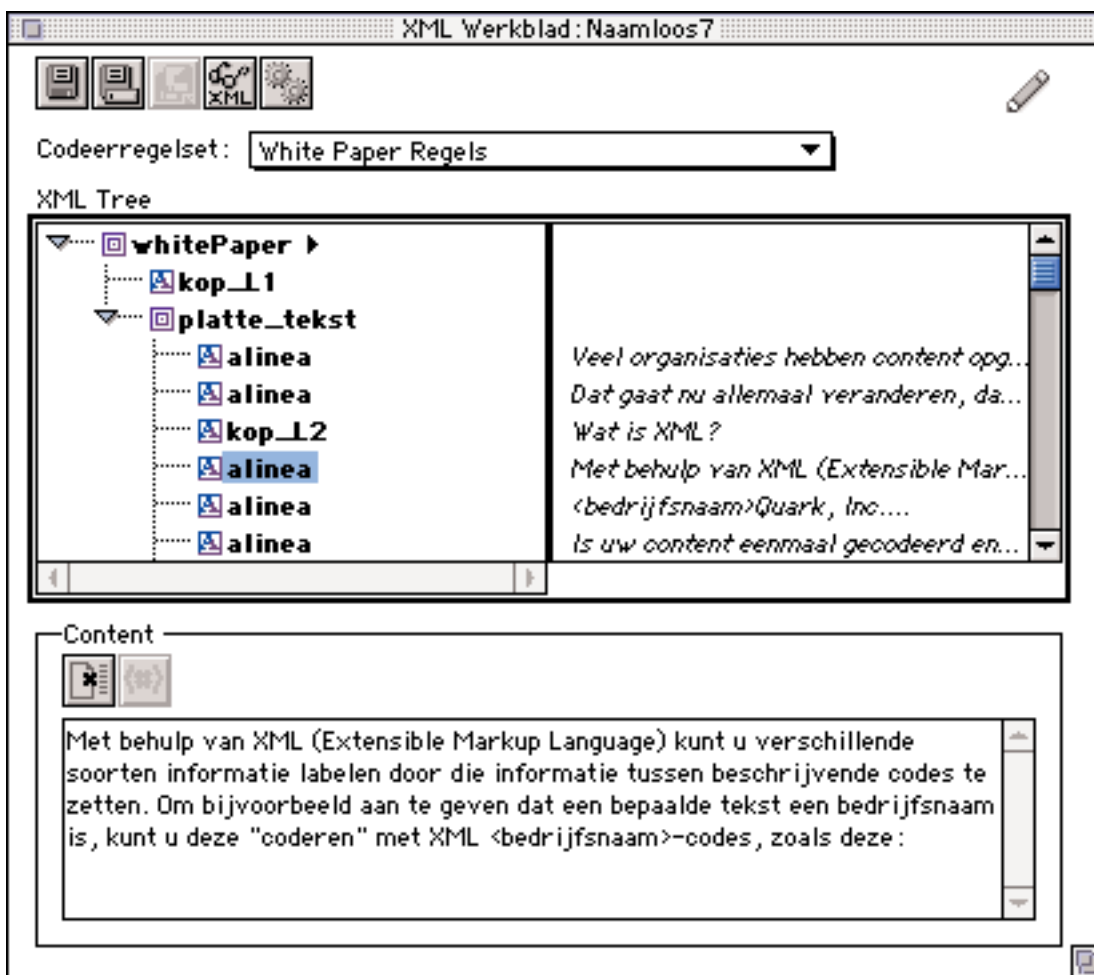 XML Werkblad:Naamloos7
XML
Codeerregelset: White Paper Regels
XML Tree
whitePaper
kop_L1
platte_tekst
alinea Veel organisaties hebben content opg...
alinea Dat gaat nu allemaal veranderen, da...
kop_L2 Wat is XML?
alinea Met behulp van XML (Extensible Mar...
alinea <bedrijfsnaam>Quark, Inc....
alinea Is uw content eenmaal gecodeerd en...
Content
Met behulp van XML (Extensible Markup Language) kunt u verschillende
soorten informatie labelen door die informatie tussen beschrijvende codes te
zetten. Om bijvoorbeeld aan te geven dat een bepaalde tekst een bedrijfsnaam
is, kunt u deze "coderen" met XML <bedrijfsnaam>-codes, zoals deze: